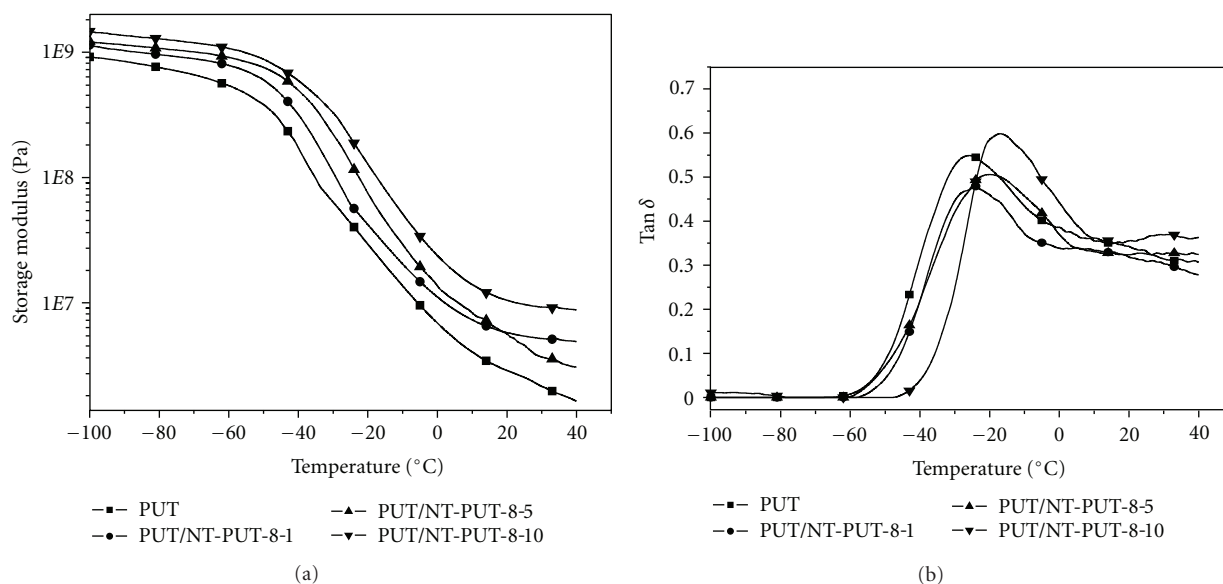 1E9
1E8
1E7
Storage modulus (Pa)
−100 −80 −60 −40 −20 0 20 40
Temperature (°C)
PUT
PUT/NT-PUT-8-1
PUT/NT-PUT-8-5
PUT/NT-PUT-8-10
(a)
0.7
0.6
0.5
0.4
0.3
0.2
0.1
0
Tan δ
−100 −80 −60 −40 −20 0 20 40
Temperature (°C)
PUT
PUT/NT-PUT-8-1
PUT/NT-PUT-8-5
PUT/NT-PUT-8-10
(b)